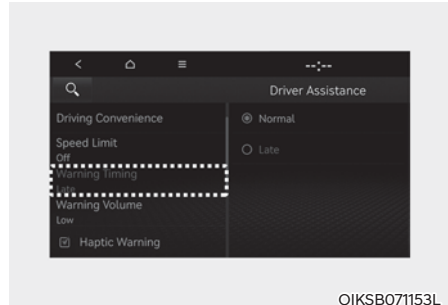 --:--
Driver Assistance
Driving Convenience
Normal
Speed Limit
Off
Late
Warning Timing
Late
Warning Volume
Low
Haptic Warning
OIKSB071153L